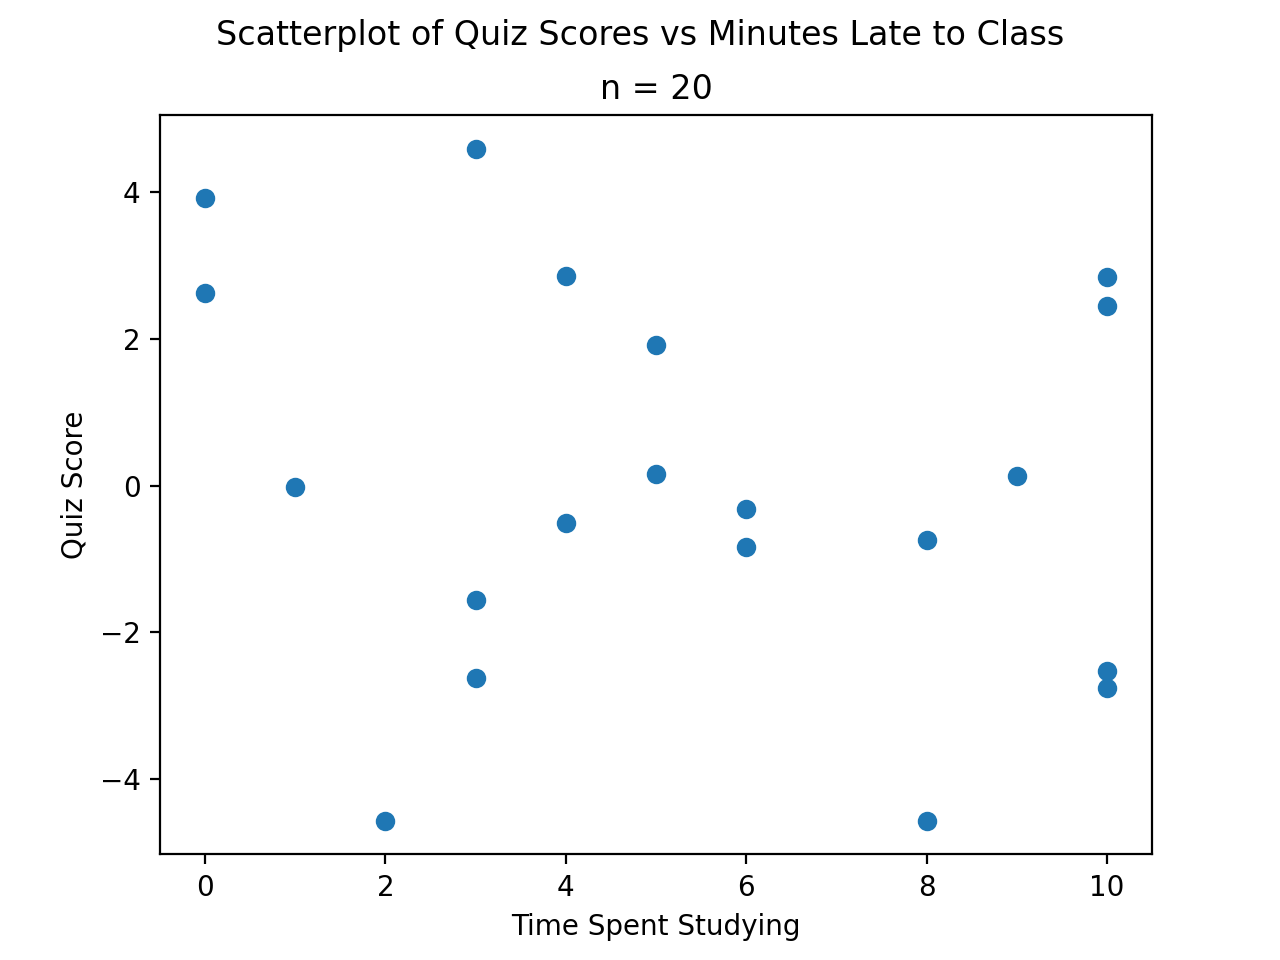 Scatterplot of Quiz Scores vs Minutes Late to Class
n = 20
4
2
0
−2
−4
Quiz Score
0 2 4 6 8 10
Time Spent Studying